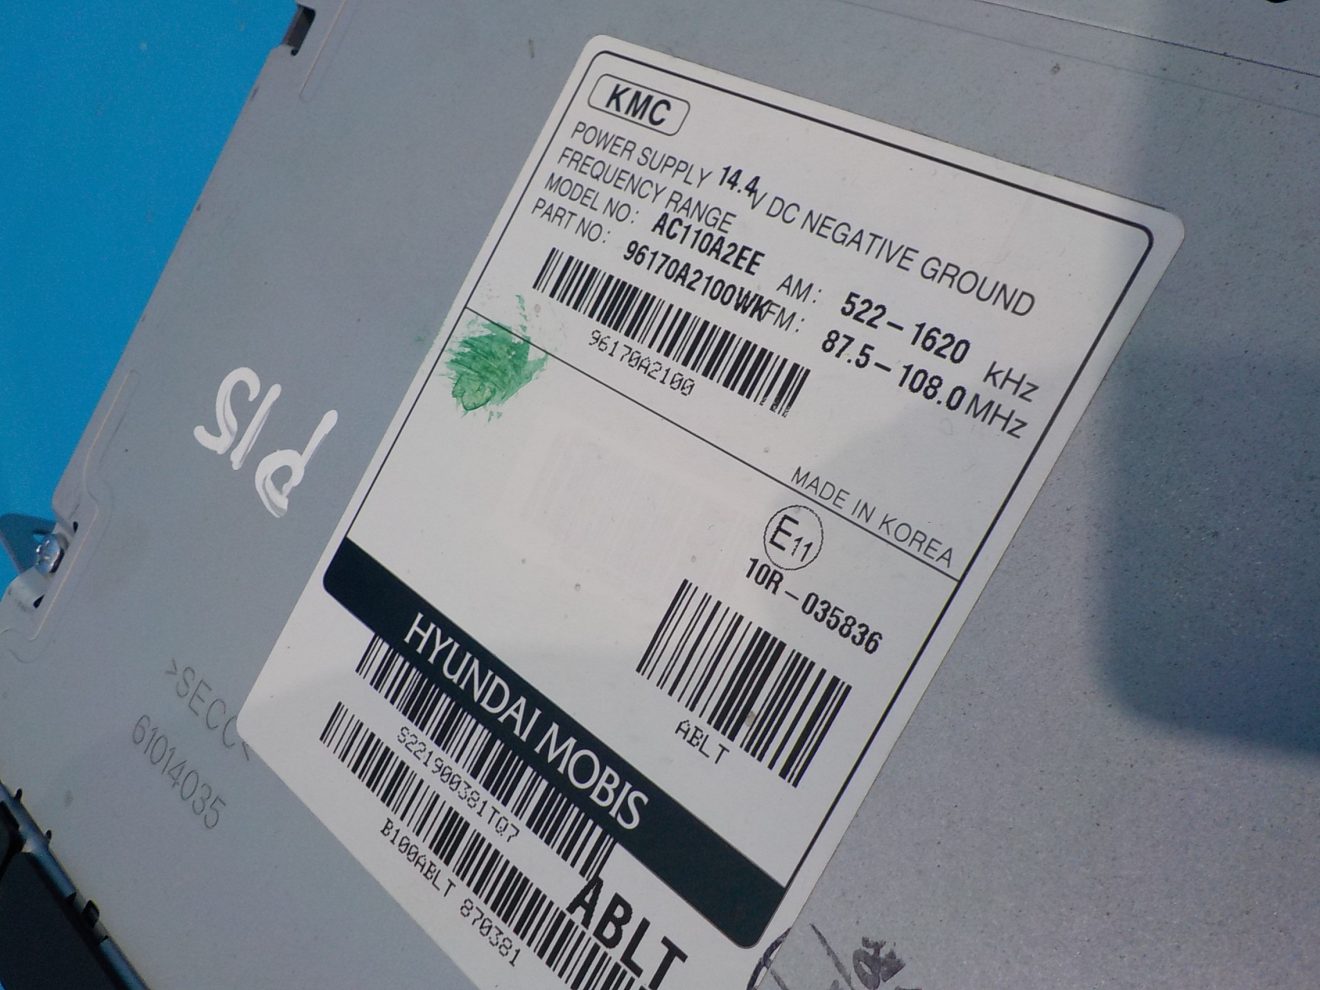 KMC
POWER SUPPLY 14.4V DC NEGATIVE GROUND
FREQUENCY RANGE AM: 522-1620 kHz
FM: 87.5-108.0 MHz
MODEL NO: AC110A2EE
PART NO: 96170A2100WK
96170A2100
MADE IN KOREA
E11
10R-035836
ABLT
HYUNDAI MOBIS
S221900381TQ7
B100ABLT 870381
ABLT
PIS
>SECC
61014035